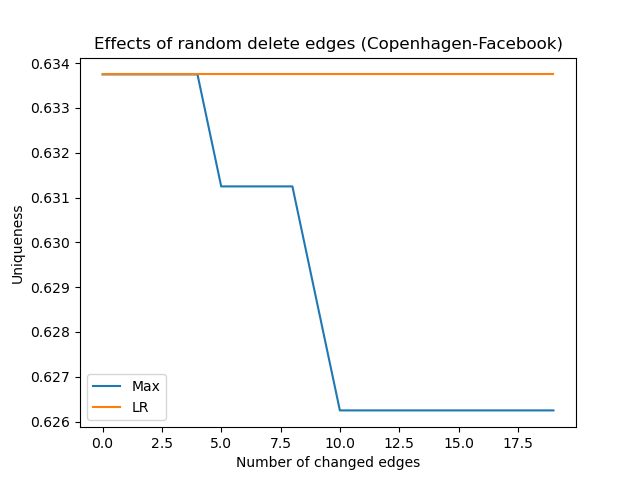 Effects of random delete edges (Copenhagen-Facebook)
0.634
0.633
0.632
0.631
0.630
0.629
0.628
0.627
0.626
Uniqueness
Max
LR
0.0 2.5 5.0 7.5 10.0 12.5 15.0 17.5
Number of changed edges